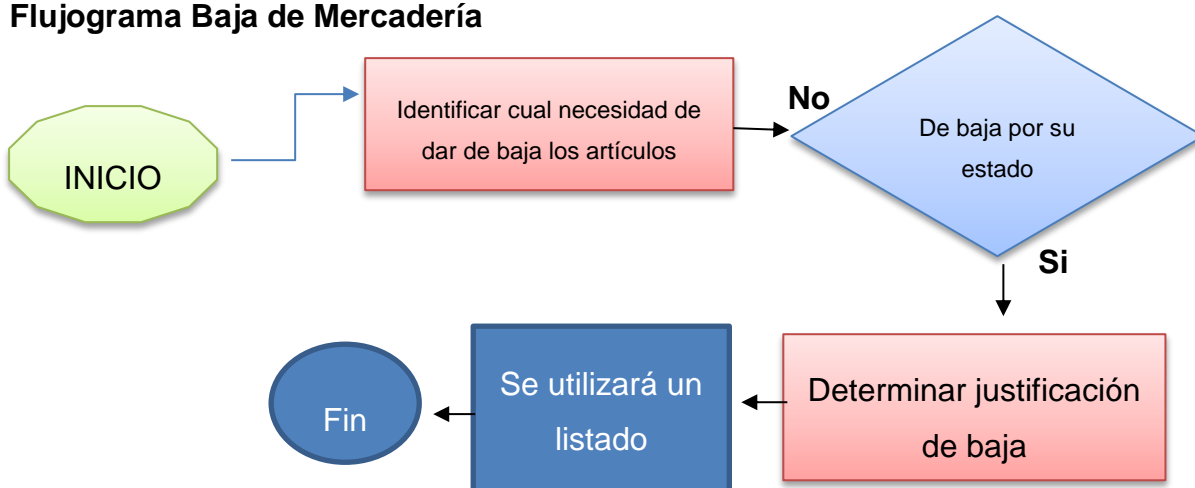 Flujograma Baja de Mercadería
INICIO
Identificar cual necesidad de
dar de baja los artículos
No
De baja por su
estado
Si
Determinar justificación
de baja
Se utilizará un
listado
Fin